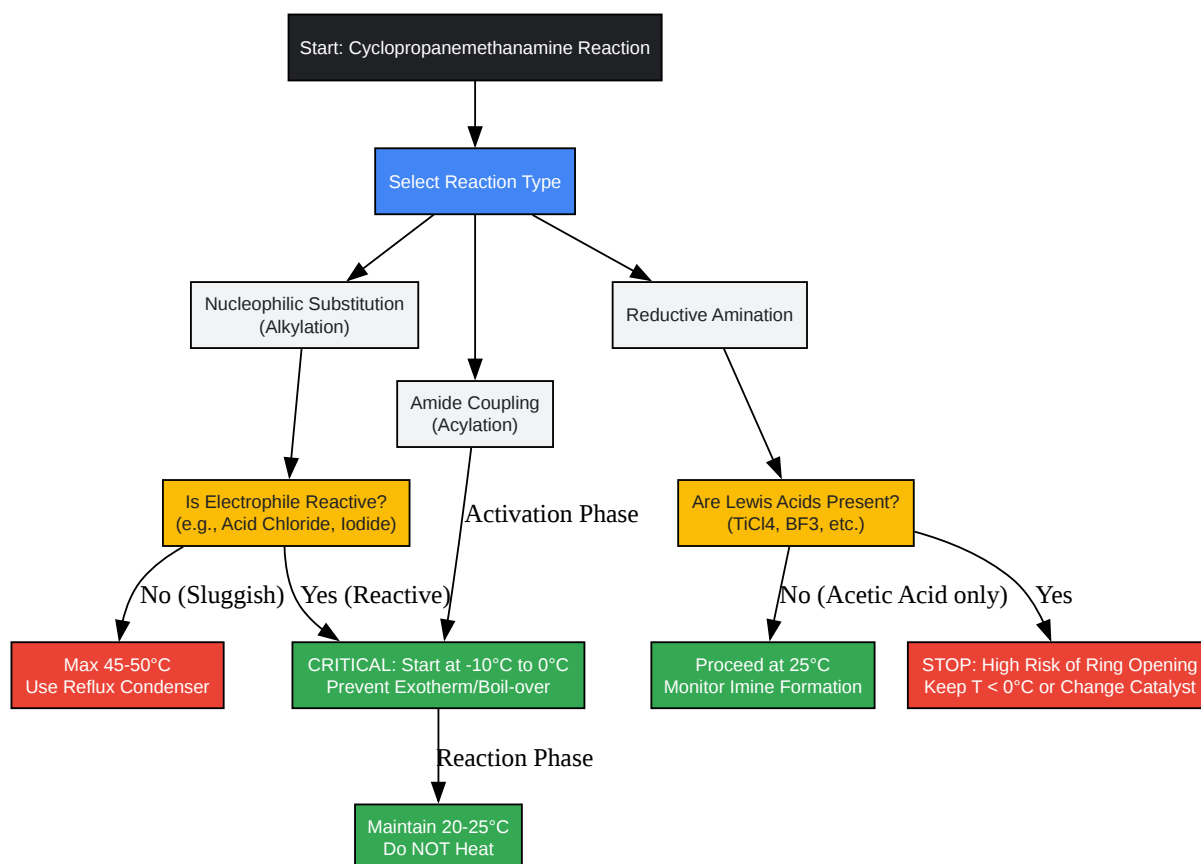 Start: Cyclopropanemethanamine Reaction
Select Reaction Type
Nucleophilic Substitution
(Alkylation)
Reductive Amination
Amide Coupling
(Acylation)
Is Electrophile Reactive?
(e.g., Acid Chloride, Iodide)
Activation Phase
Are Lewis Acids Present?
(TiCl4, BF3, etc.)
No (Sluggish)
Yes (Reactive)
No (Acetic Acid only)
Yes
Max 45-50°C
Use Reflux Condenser
CRITICAL: Start at -10°C to 0°C
Prevent Exotherm/Boil-over
Proceed at 25°C
Monitor Imine Formation
STOP: High Risk of Ring Opening
Keep T < 0°C or Change Catalyst
Reaction Phase
Maintain 20-25°C
Do NOT Heat